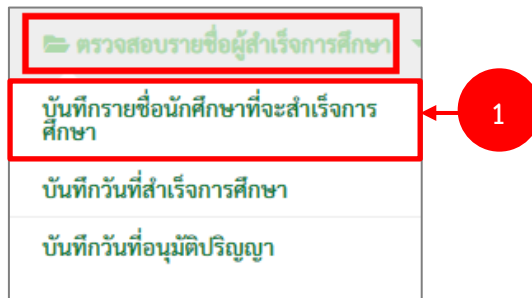 ตรวจสอบรายชื่อผู้สำเร็จการศึกษา
บันทึกรายชื่อนักศึกษาที่จะสำเร็จการ
ศึกษา
1
บันทึกวันที่สำเร็จการศึกษา
บันทึกวันที่อนุมัติปริญญา